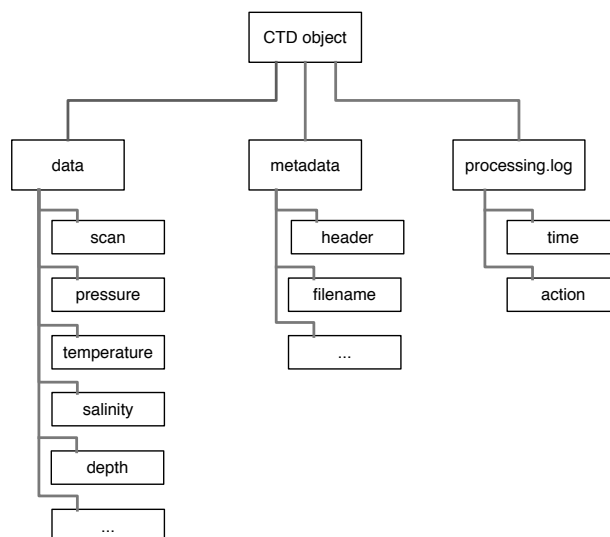 CTD object
data
metadata
processing.log
scan
pressure
temperature
salinity
depth
...
header
filename
...
time
action